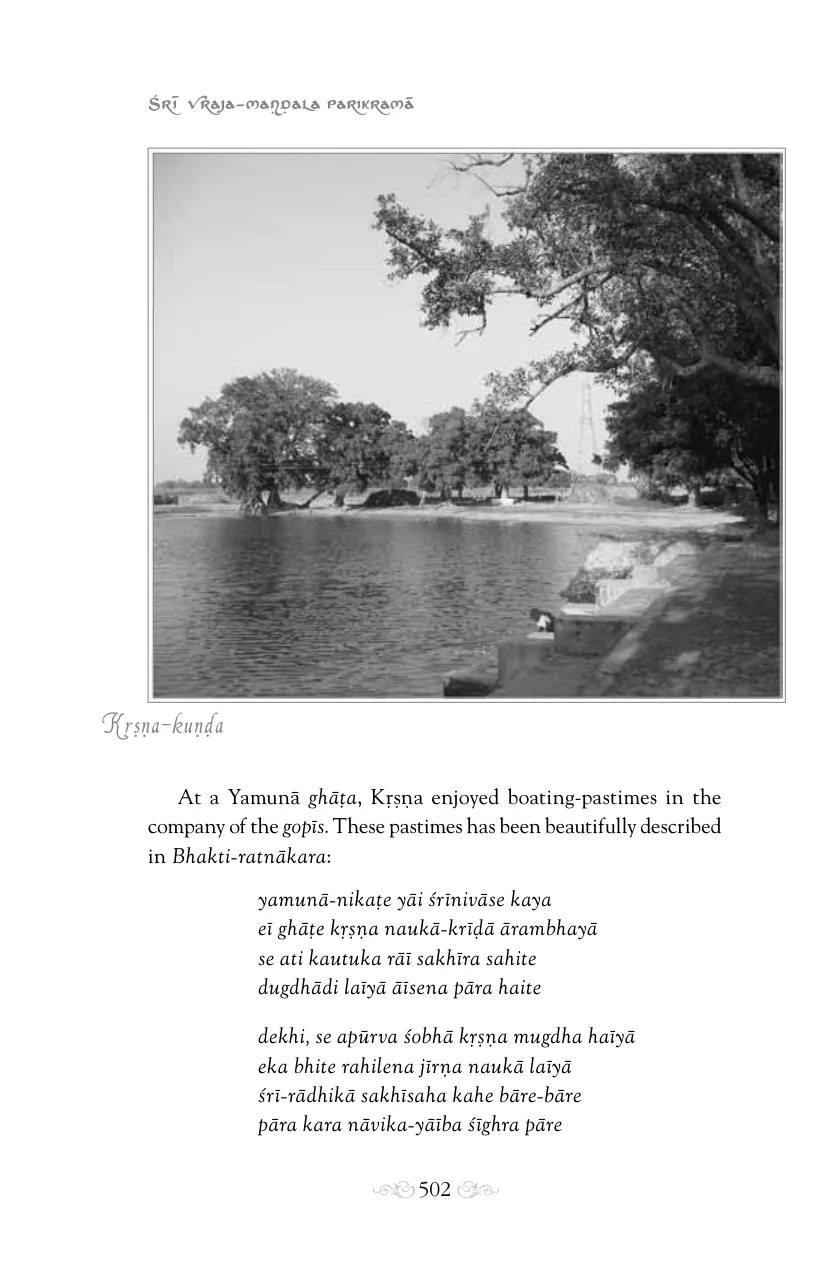 Śrī Vraja-maṇḍala Parikramā
Kṛṣṇa-kuṇḍa
At a Yamunā ghāṭa, Kṛṣṇa enjoyed boating-pastimes in the
company of the gopīs. These pastimes has been beautifully described
in Bhakti-ratnākara:
yamunā-nikaṭe yāi śrīnivāse kaya
eī ghāṭe kṛṣṇa naukā-krīḍā ārambhayā
se ati kautuka rāī sakhīra sahite
dugdhādi laīyā āīsena pāra haite
dekhi, se apūrva śobhā kṛṣṇa mugdha haīyā
eka bhite rahilena jīrṇa naukā laīyā
śrī-rādhikā sakhīsaha kahe bāre-bāre
pāra kara nāvika-yāība śīghra pāre
502